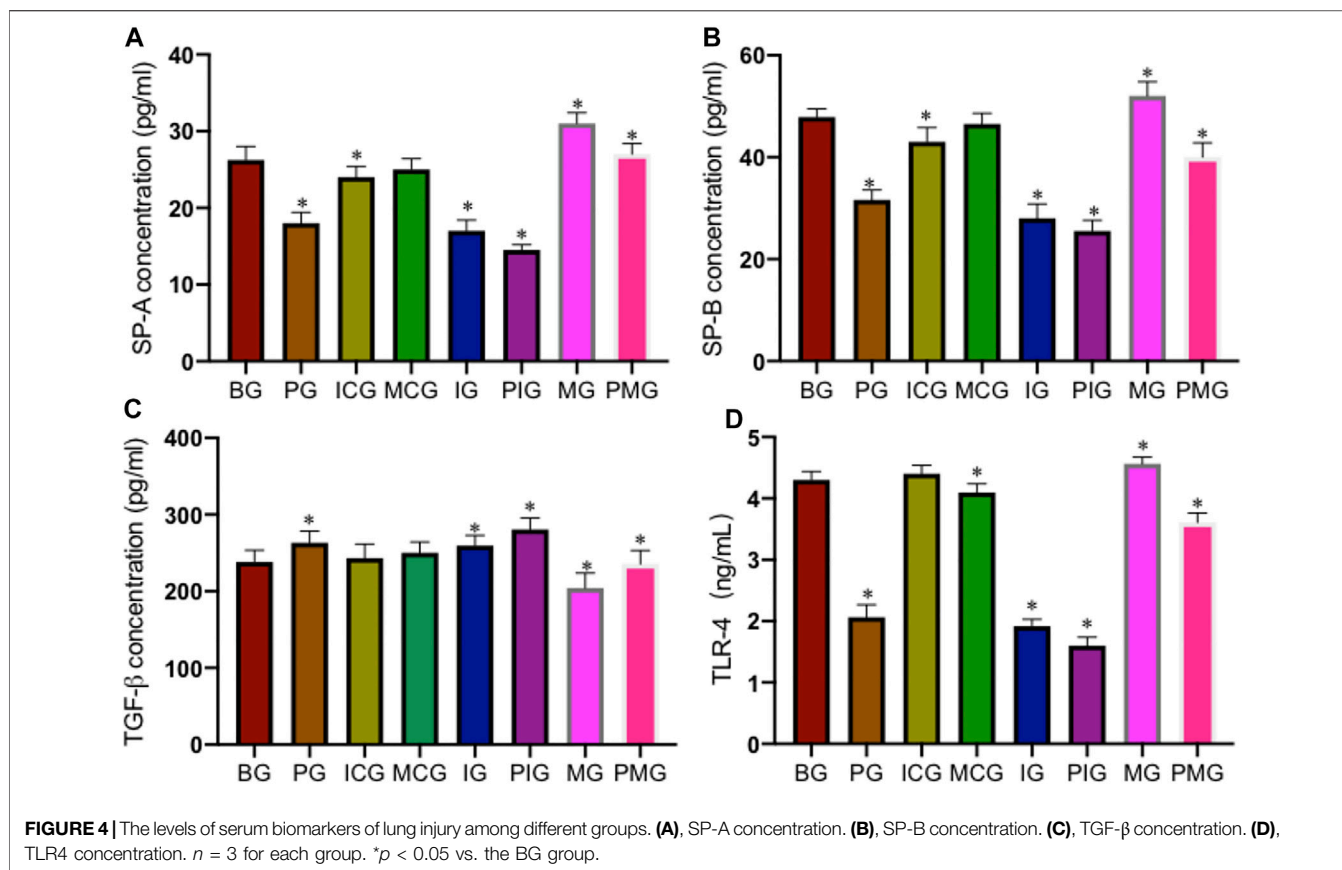 A
SP-A concentration (pg/ml)
40
30
20
10
0
* * * * * *
BG PG ICG MCG IG PIG MG PMG
B
SP-B concentration (pg/ml)
60
40
20
0
* * * * * *
BG PG ICG MCG IG PIG MG PMG
C
TGF-β concentration (pg/ml)
400
300
200
100
0
* * * * *
BG PG ICG MCG IG PIG MG PMG
D
TLR-4 (ng/mL)
5
4
3
2
1
0
* * * * * *
BG PG ICG MCG IG PIG MG PMG
FIGURE 4 | The levels of serum biomarkers of lung injury among different groups. (A), SP-A concentration. (B), SP-B concentration. (C), TGF-β concentration. (D),
TLR4 concentration. n = 3 for each group. *p < 0.05 vs. the BG group.